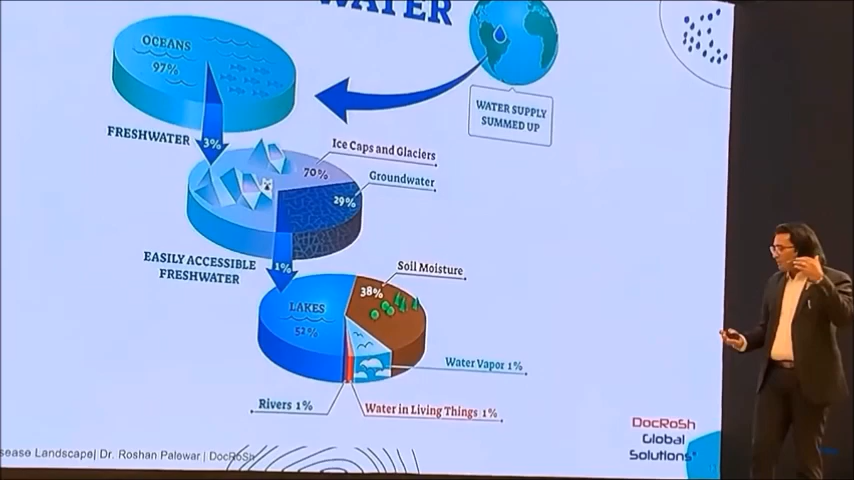 WATER
OCEANS
97%
WATER SUPPLY
SUMMED UP
FRESHWATER
3%
Ice Caps and Glaciers
70%
Groundwater
29%
EASILY ACCESSIBLE
FRESHWATER
1%
Soil Moisture
38%
LAKES
52%
Water Vapor 1%
Rivers 1%
Water in Living Things 1%
DocRoSh
Global
Solutions
Landscape| Dr. Roshan Palewar | DocRoSh